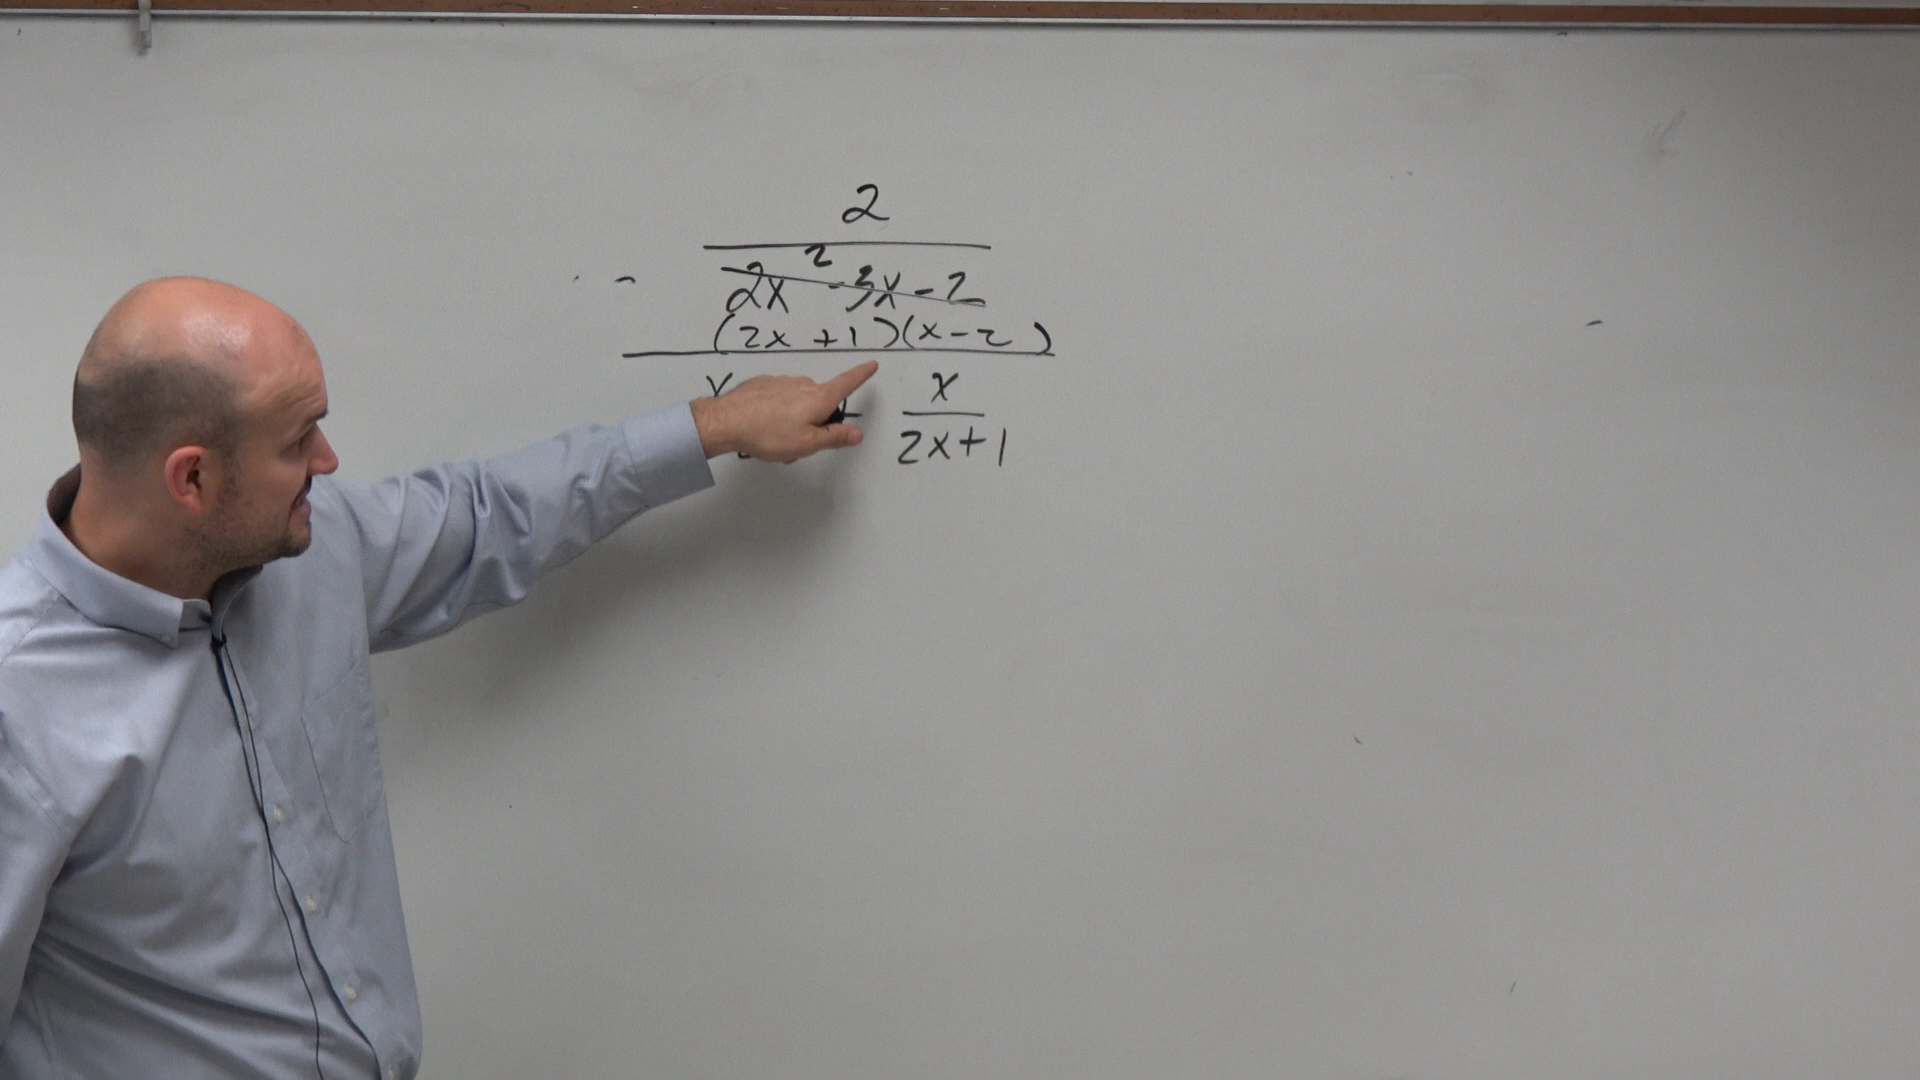 2
2x² - 3x - 2
(2x + 1)(x - 2)
x + x
2x+1